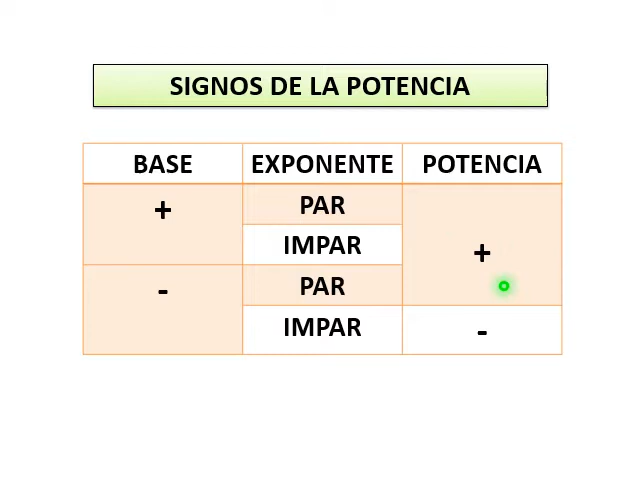 SIGNOS DE LA POTENCIA
BASE EXPONENTE POTENCIA
+ PAR
IMPAR +
- PAR
IMPAR -